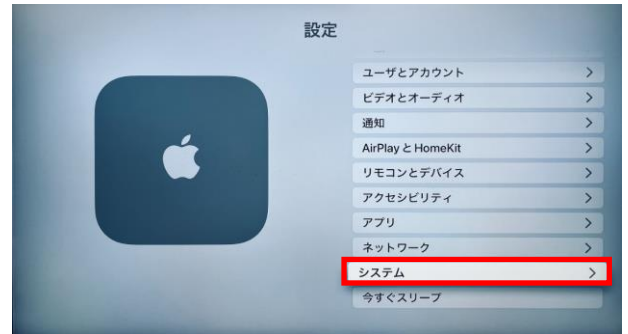 設定
ユーザとアカウント
ビデオとオーディオ
通知
AirPlay と HomeKit
リモコンとデバイス
アクセシビリティ
アプリ
ネットワーク
システム
今すぐスリープ